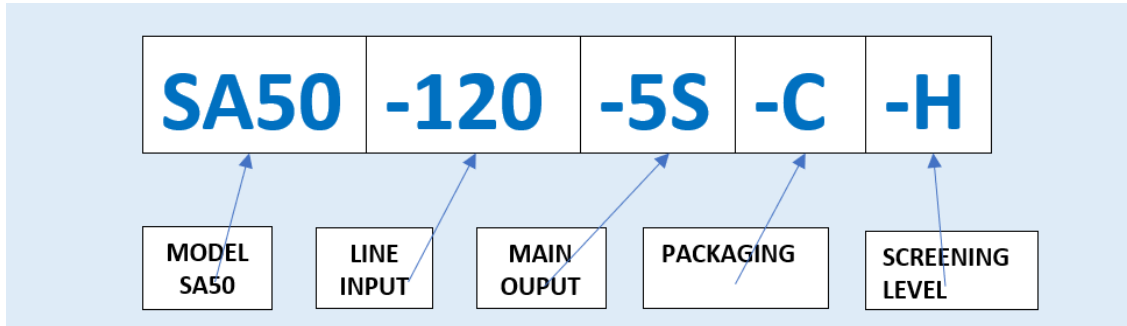 SA50 -120 -5S -C -H
MODEL
SA50
LINE
INPUT
MAIN
OUPUT
PACKAGING
SCREENING
LEVEL